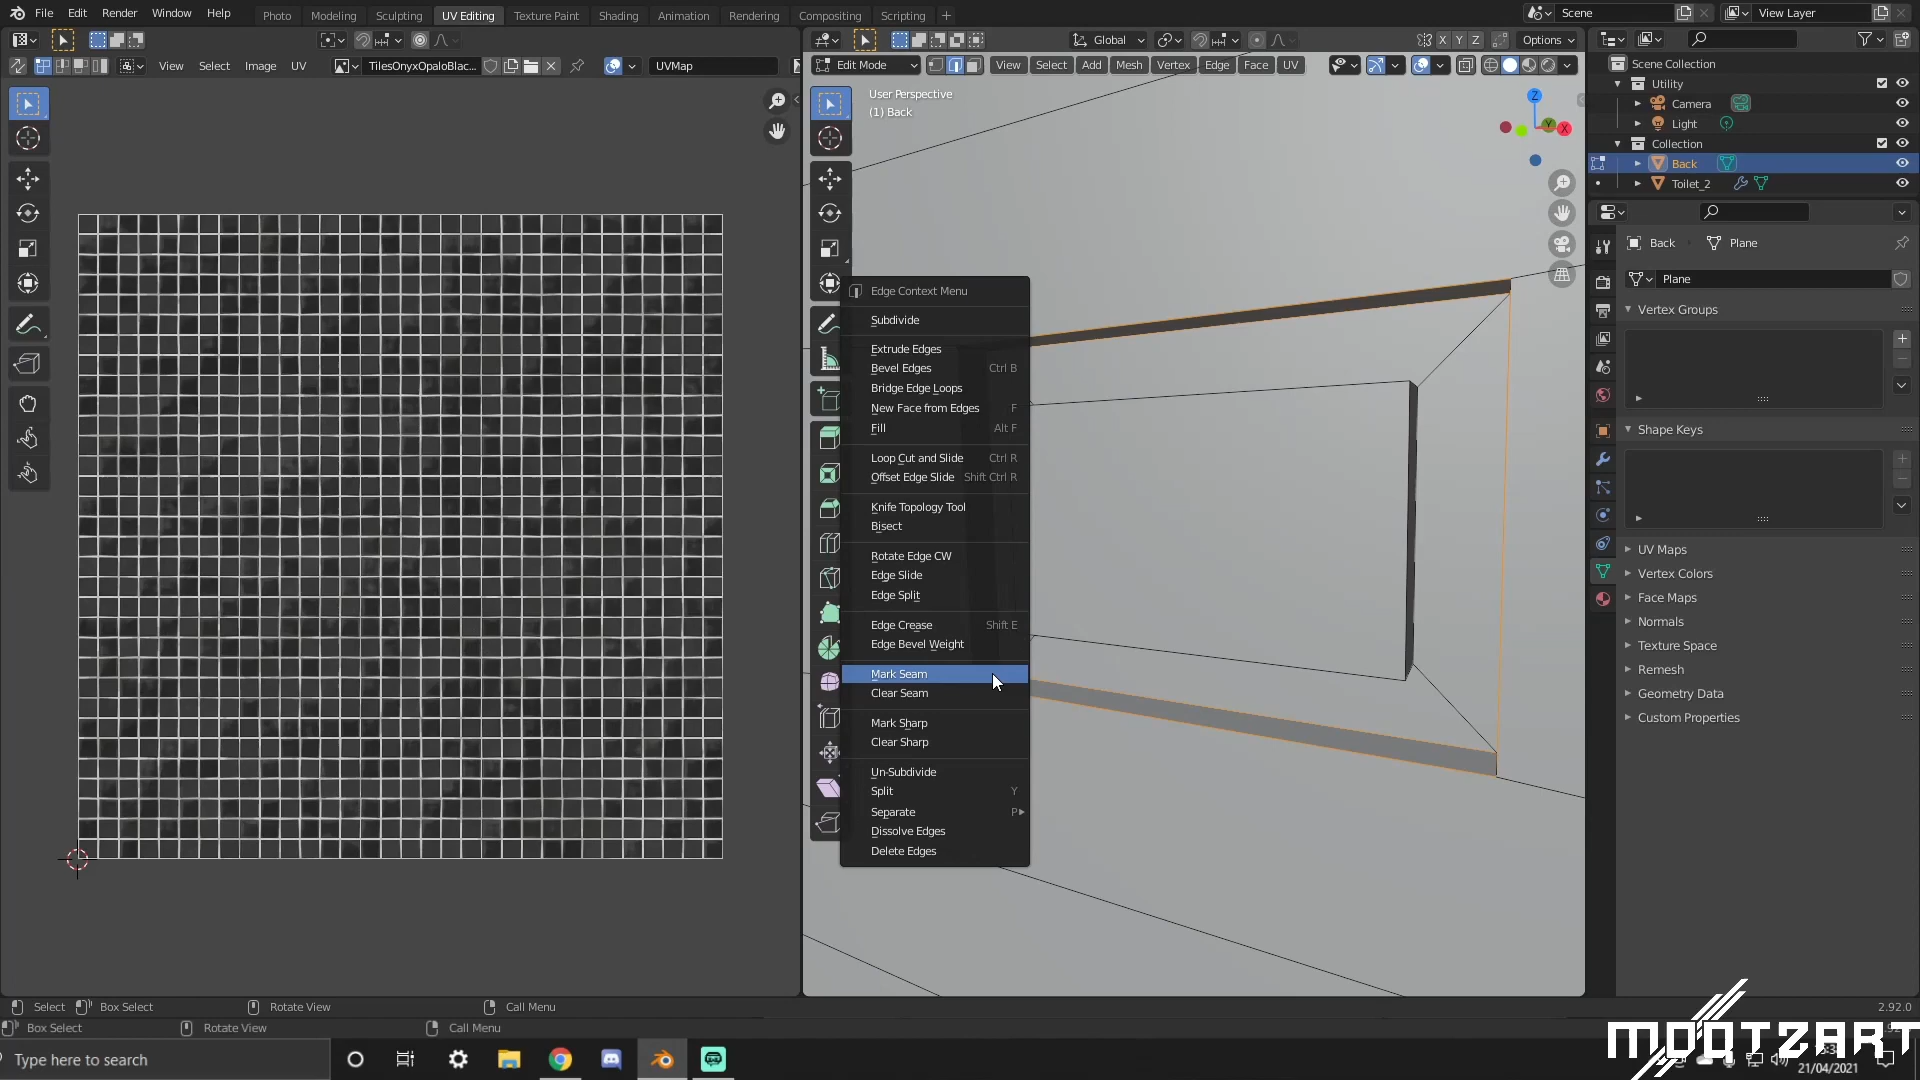 File Edit Render Window Help Photo Modeling Sculpting UV Editing Texture Paint Shading Animation Rendering Compositing Scripting + Scene View Layer
Global X Y Z Options
View Select Image UV TilesOnyxOpaloBlac... UVMap Edit Mode View Select Add Mesh Vertex Edge Face UV
Scene Collection
Utility
Camera
Light
Collection
Back
Toilet_2
User Perspective
(1) Back
Z
Y
X
Back Plane
Plane
Vertex Groups
Shape Keys
UV Maps
Vertex Colors
Face Maps
Normals
Texture Space
Remesh
Geometry Data
Custom Properties
Edge Context Menu
Subdivide
Extrude Edges
Bevel Edges Ctrl B
Bridge Edge Loops
New Face from Edges F
Fill Alt F
Loop Cut and Slide Ctrl R
Offset Edge Slide Shift Ctrl R
Knife Topology Tool
Bisect
Rotate Edge CW
Edge Slide
Edge Split
Edge Crease Shift E
Edge Bevel Weight
Mark Seam
Clear Seam
Mark Sharp
Clear Sharp
Un-Subdivide
Split Y
Separate P
Dissolve Edges
Delete Edges
Select Box Select Rotate View Call Menu 2.92.0
Box Select Rotate View Call Menu
MOOTZART
Type here to search
21/04/2021